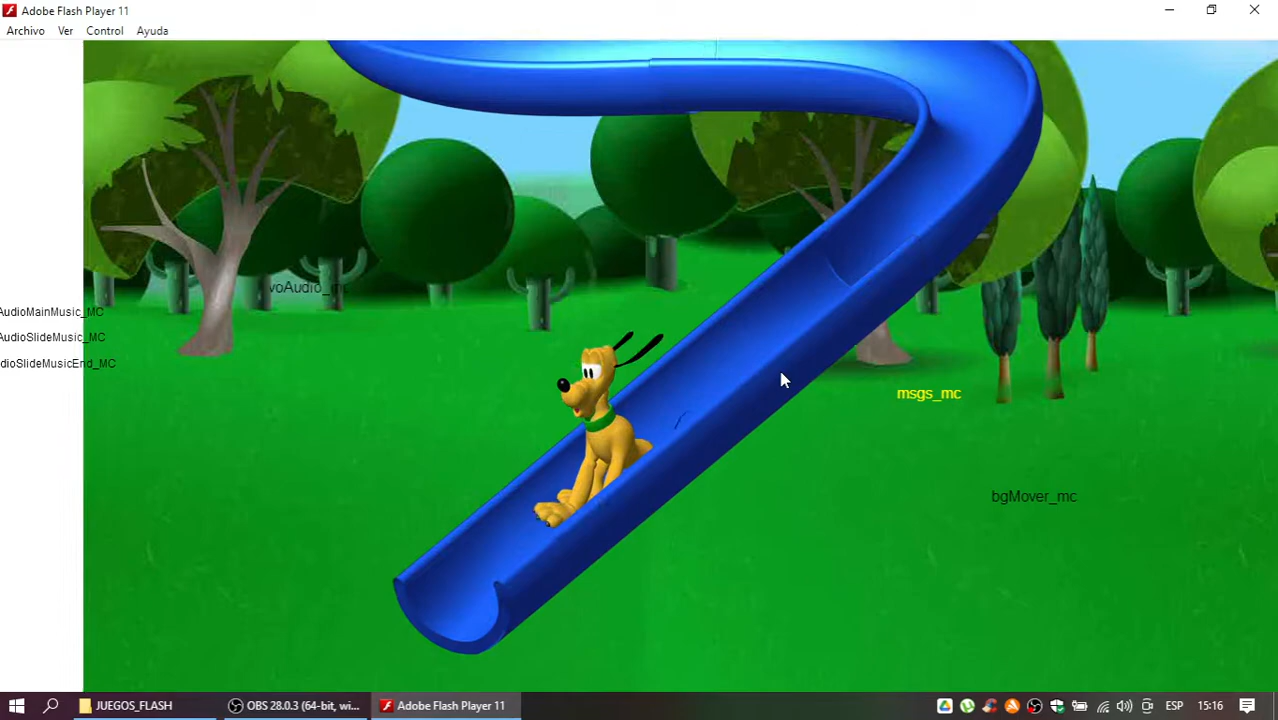 Adobe Flash Player 11
Archivo Ver Control Ayuda
voAudio_mc
AudioMainMusic_MC
AudioSlideMusic_MC
dioSlideMusicEnd_MC
msgs_mc
bgMover_mc
JUEGOS_FLASH
OBS 28.0.3 (64-bit, wi...
Adobe Flash Player 11
ESP
15:16